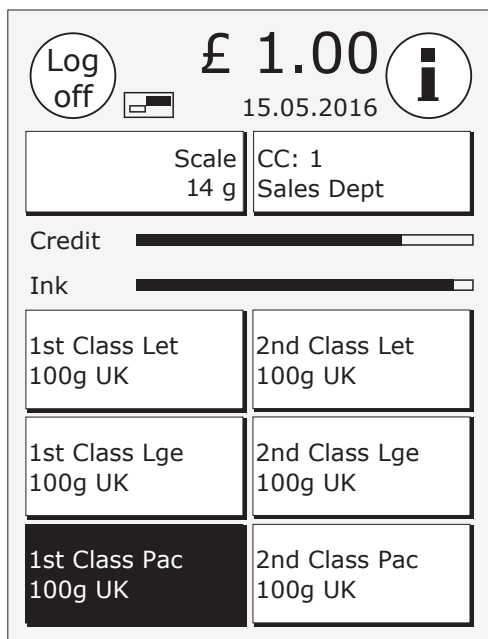 Log
off
£ 1.00
i
15.05.2016
Scale
14 g
CC: 1
Sales Dept
Credit
Ink
1st Class Let
100g UK
2nd Class Let
100g UK
1st Class Lge
100g UK
2nd Class Lge
100g UK
1st Class Pac
100g UK
2nd Class Pac
100g UK